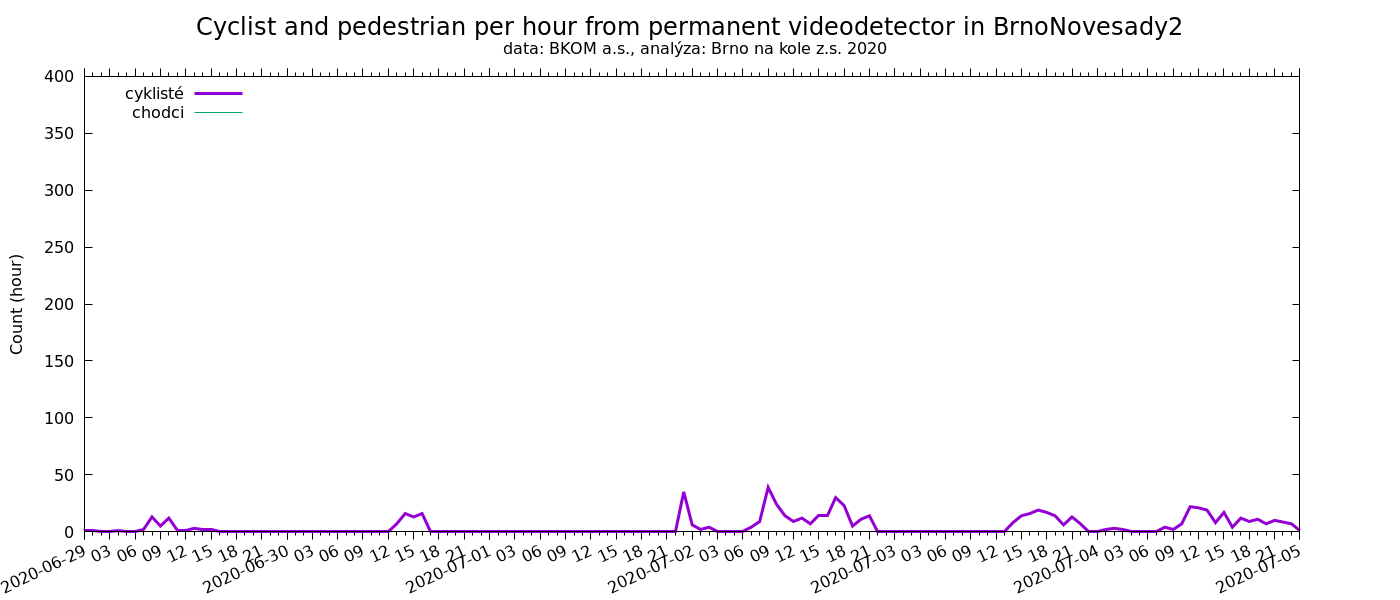 Cyclist and pedestrian per hour from permanent videodetector in BrnoNovesady2
data: BKOM a.s., analýza: Brno na kole z.s. 2020
cyklisté
chodci
Count (hour)
400
350
300
250
200
150
100
50
0
2020-06-29 03 06 09 12 15 18 21 2020-06-30 03 06 09 12 15 18 21 2020-07-01 03 06 09 12 15 18 21 2020-07-02 03 06 09 12 15 18 21 2020-07-03 03 06 09 12 15 18 21 2020-07-04 03 06 09 12 15 18 21 2020-07-05